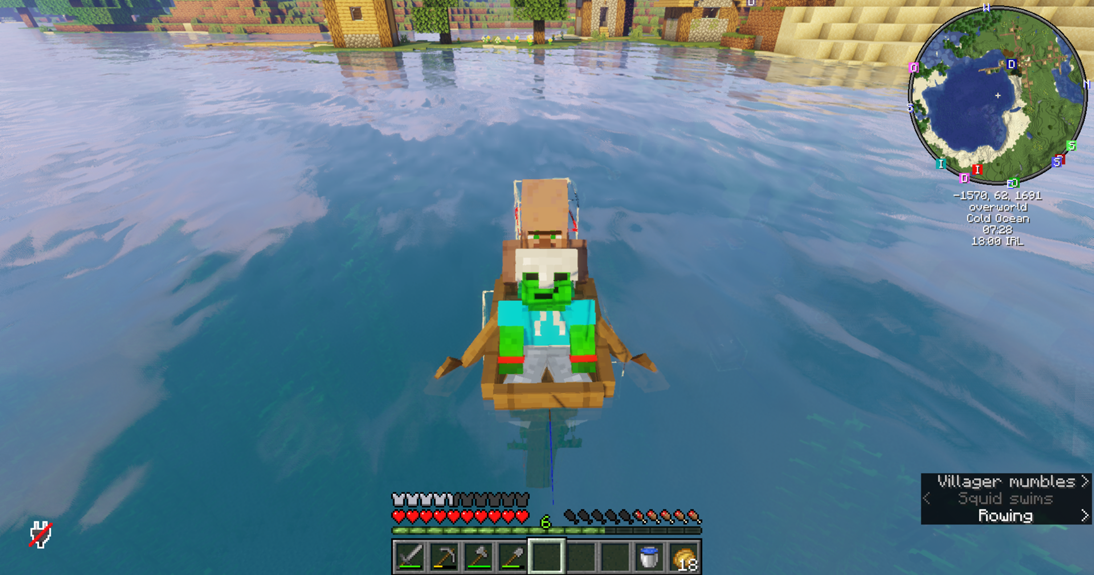 N
D
-1570, 62, 1691
overworld
Cold Ocean
07:28
18:00 IRL
Villager mumbles >
< Squid swims
Rowing >
6
18